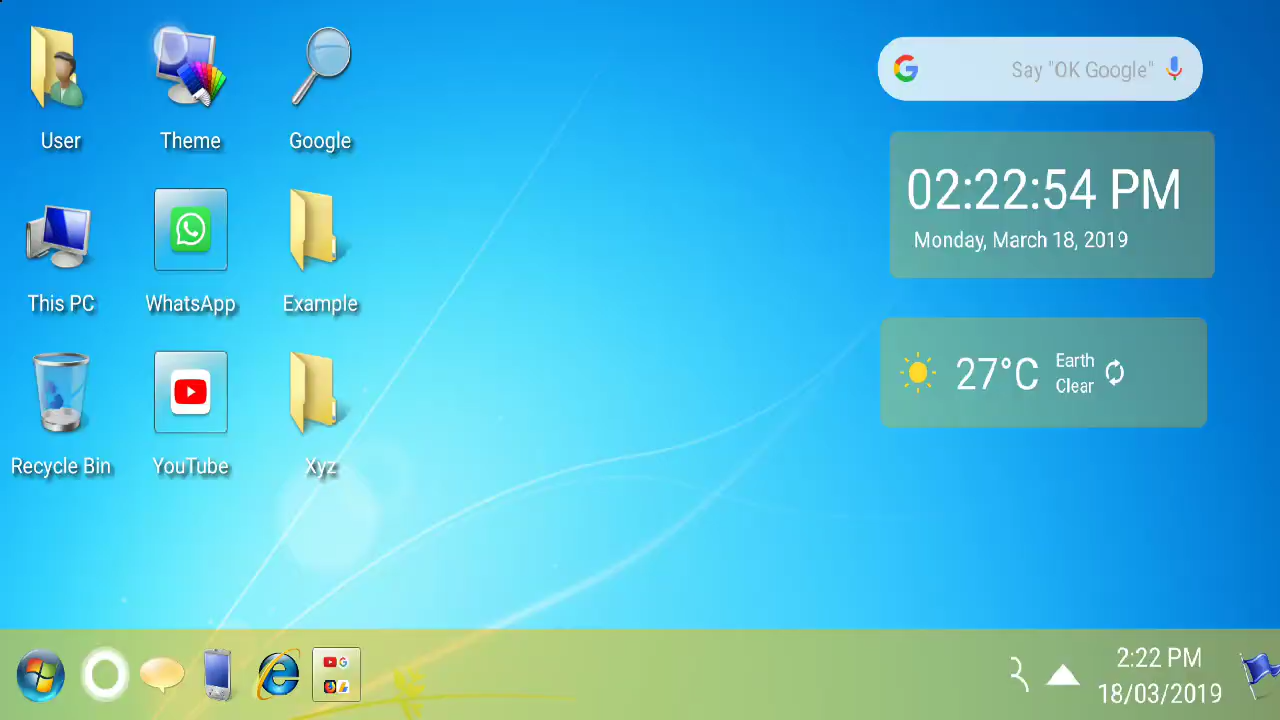 User
Theme
Google
This PC
WhatsApp
Example
Recycle Bin
YouTube
Xyz
Say "OK Google"
02:22:54 PM
Monday, March 18, 2019
27°C
Earth
Clear
2:22 PM
18/03/2019